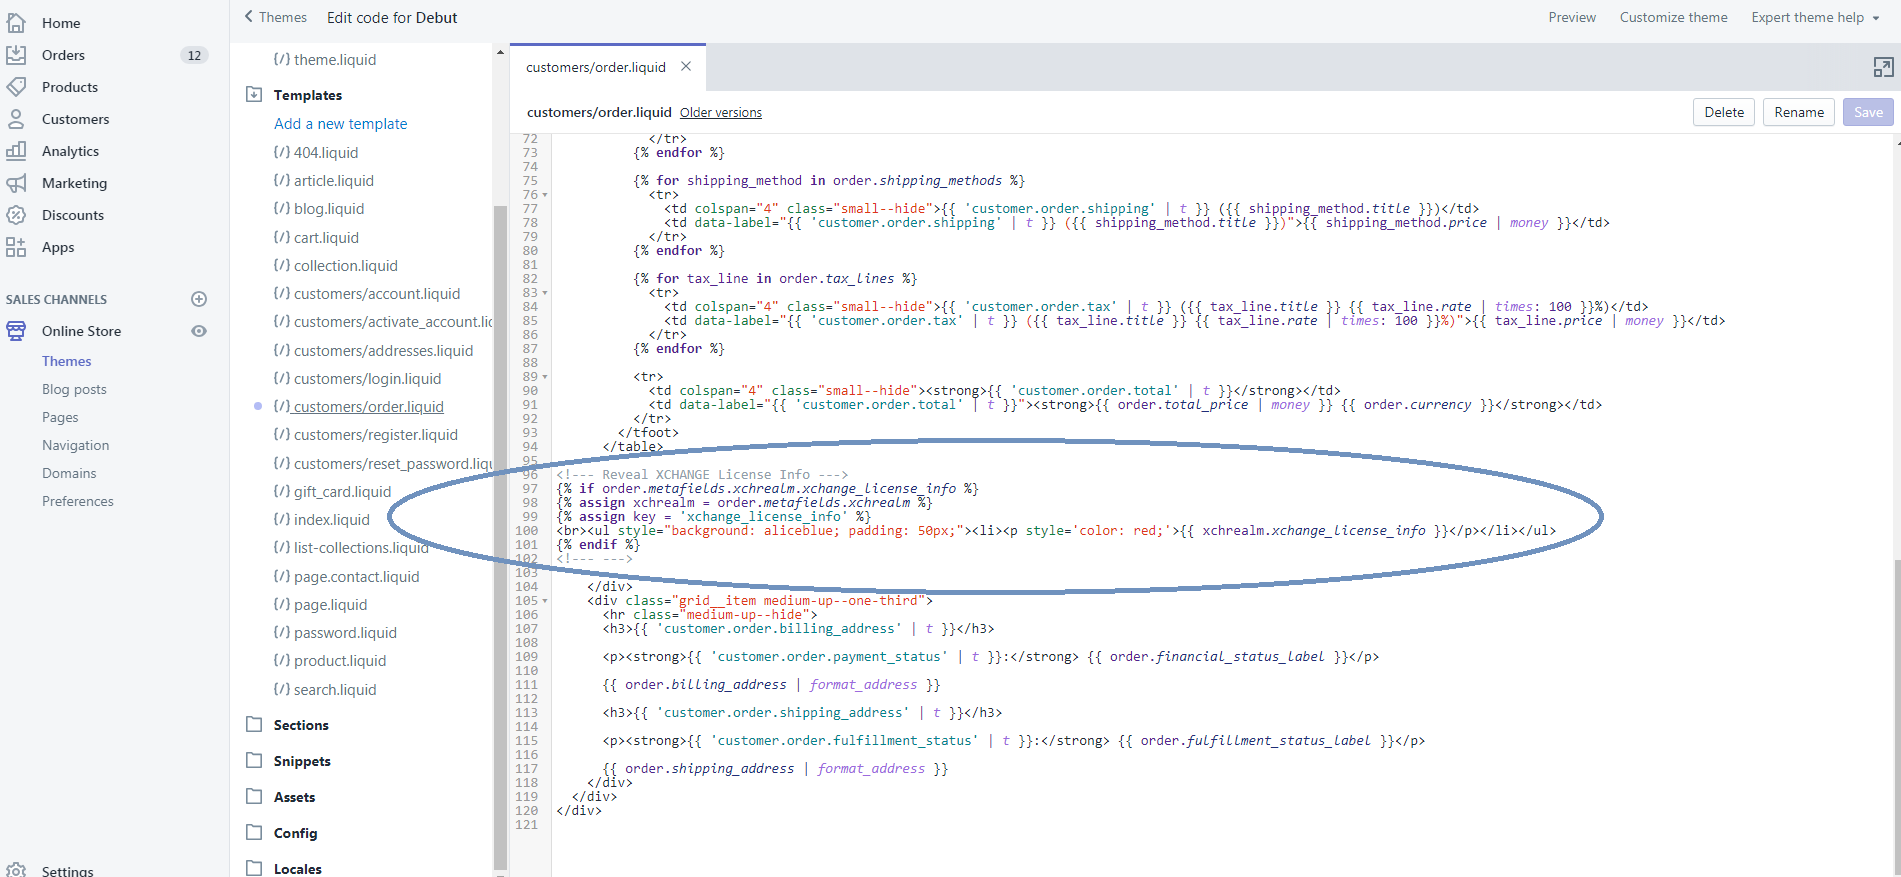 Home
Orders 12
Products
Customers
Analytics
Marketing
Discounts
Apps
SALES CHANNELS
Online Store
Themes
Blog posts
Pages
Navigation
Domains
Preferences
Settings
Themes Edit code for Debut
Preview Customize theme Expert theme help
{/} theme.liquid
Templates
Add a new template
{/} 404.liquid
{/} article.liquid
{/} blog.liquid
{/} cart.liquid
{/} collection.liquid
{/} customers/account.liquid
{/} customers/activate_account.lic
{/} customers/addresses.liquid
{/} customers/login.liquid
{/} customers/order.liquid
{/} customers/register.liquid
{/} customers/reset_password.liqu
{/} gift_card.liquid
{/} index.liquid
{/} list-collections.liquid
{/} page.contact.liquid
{/} page.liquid
{/} password.liquid
{/} product.liquid
{/} search.liquid
Sections
Snippets
Assets
Config
Locales
customers/order.liquid
customers/order.liquid Older versions
Delete Rename Save
72 </tr>
73 {% endfor %}
74
75 {% for shipping_method in order.shipping_methods %}
76 <tr>
77 <td colspan="4" class="small--hide">{{ 'customer.order.shipping' | t }} ({{ shipping_method.title }})</td>
78 <td data-label="{{ 'customer.order.shipping' | t }} ({{ shipping_method.title }})">{{ shipping_method.price | money }}</td>
79 </tr>
80 {% endfor %}
81
82 {% for tax_line in order.tax_lines %}
83 <tr>
84 <td colspan="4" class="small--hide">{{ 'customer.order.tax' | t }} ({{ tax_line.title }} {{ tax_line.rate | times: 100 }}%)</td>
85 <td data-label="{{ 'customer.order.tax' | t }} ({{ tax_line.title }} {{ tax_line.rate | times: 100 }}%)">{{ tax_line.price | money }}</td>
86 </tr>
87 {% endfor %}
88
89 <tr>
90 <td colspan="4" class="small--hide"><strong>{{ 'customer.order.total' | t }}</strong></td>
91 <td data-label="{{ 'customer.order.total' | t }}"><strong>{{ order.total_price | money }} {{ order.currency }}</strong></td>
92 </tr>
93 </tfoot>
94 </table>
95
96 <!--- Reveal XCHANGE License Info --->
97 {% if order.metafields.xchrealm.xchange_license_info %}
98 {% assign xchrealm = order.metafields.xchrealm %}
99 {% assign key = 'xchange_license_info' %}
100 <br><ul style="background: aliceblue; padding: 50px;"><li><p style='color: red;'>{{ xchrealm.xchange_license_info }}</p></li></ul>
101 {% endif %}
102 <!--- --->
103
104 </div>
105 <div class="grid__item medium-up--one-third">
106 <hr class="medium-up--hide">
107 <h3>{{ 'customer.order.billing_address' | t }}</h3>
108
109 <p><strong>{{ 'customer.order.payment_status' | t }}:</strong> {{ order.financial_status_label }}</p>
110
111 {{ order.billing_address | format_address }}
112
113 <h3>{{ 'customer.order.shipping_address' | t }}</h3>
114
115 <p><strong>{{ 'customer.order.fulfillment_status' | t }}:</strong> {{ order.fulfillment_status_label }}</p>
116
117 {{ order.shipping_address | format_address }}
118 </div>
119 </div>
120 </div>
121